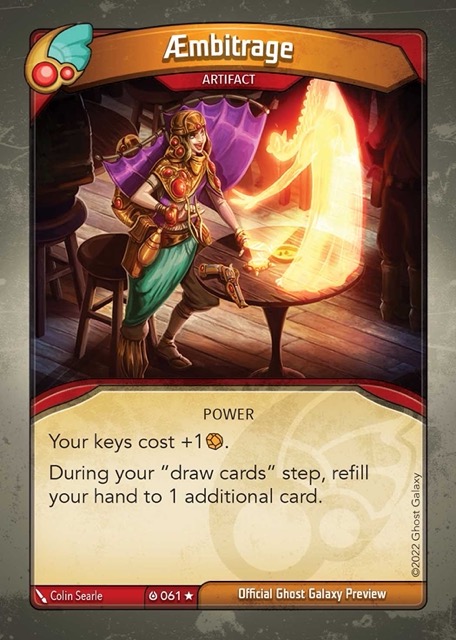 Æmbitrage
ARTIFACT
POWER
Your keys cost +1.
During your “draw cards” step, refill
your hand to 1 additional card.
©2022 Ghost Galaxy
Colin Searle
061
Official Ghost Galaxy Preview